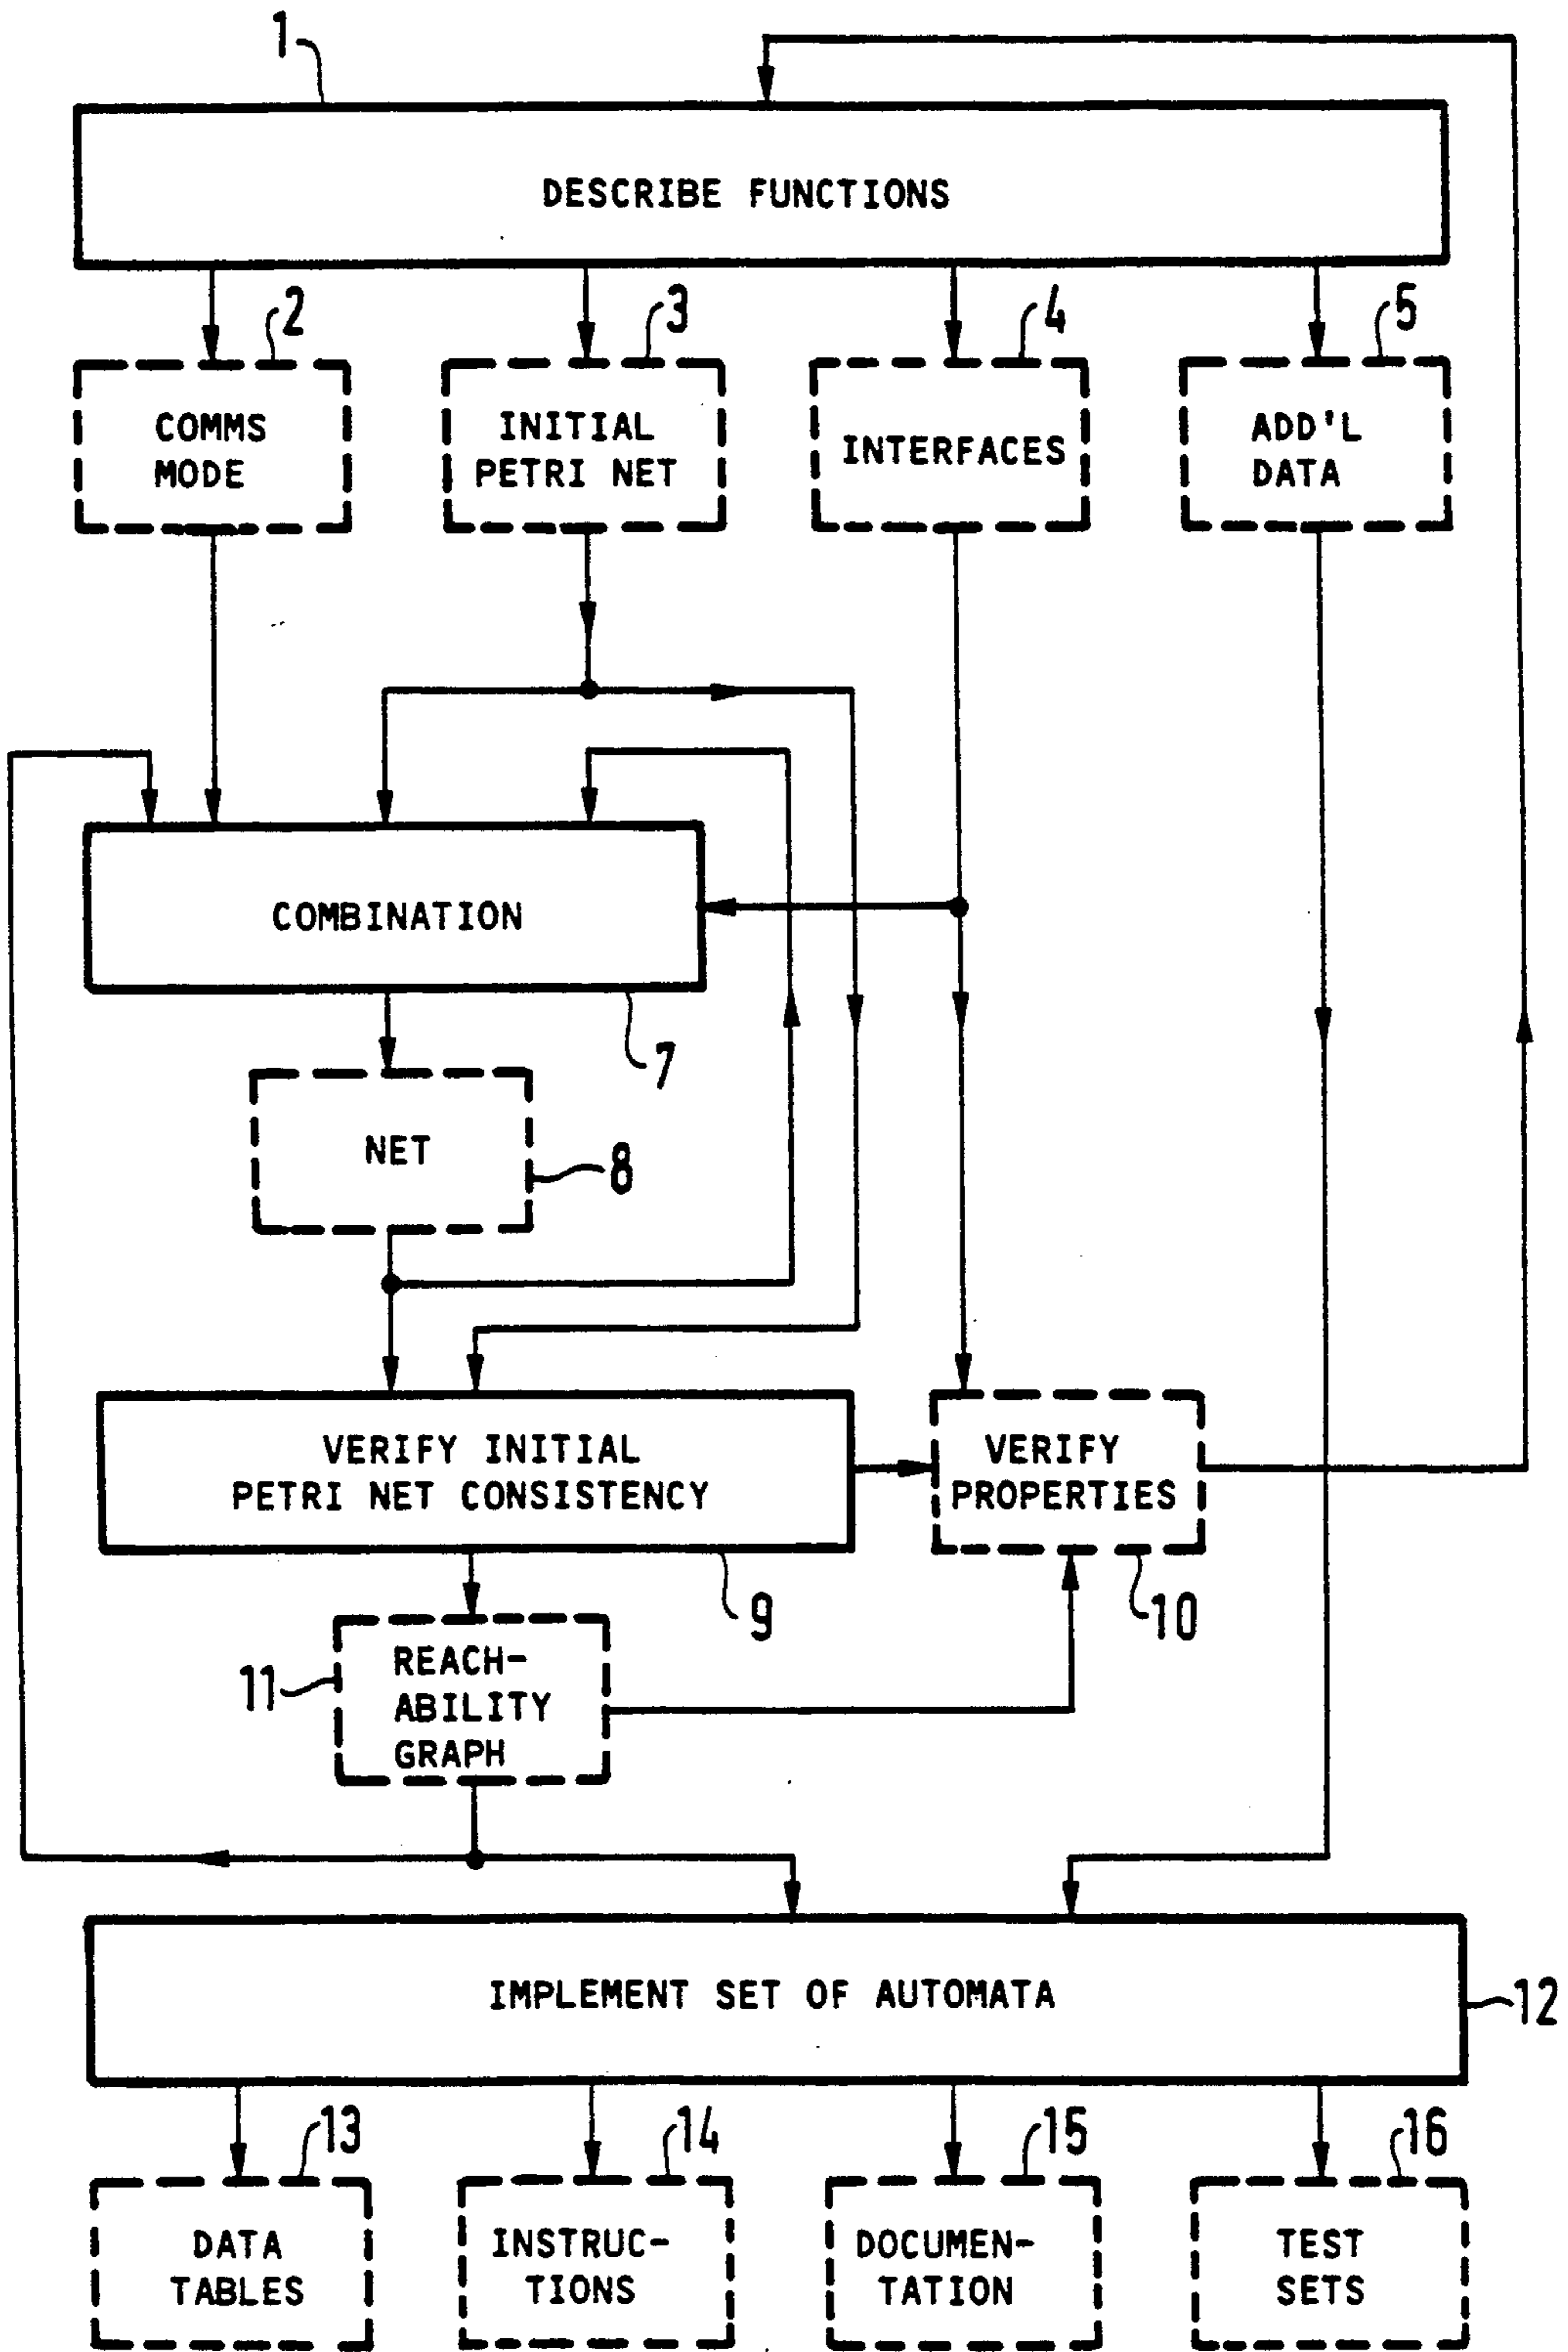 1
DESCRIBE FUNCTIONS
2
3
4
5
COMMS
MODE
INITIAL
PETRI NET
INTERFACES
ADD'L
DATA
COMBINATION
7
NET
8
VERIFY INITIAL
PETRI NET CONSISTENCY
VERIFY
PROPERTIES
9
10
11
REACH-
ABILITY
GRAPH
IMPLEMENT SET OF AUTOMATA
12
13
14
15
16
DATA
TABLES
INSTRUC-
TIONS
DOCUMEN-
TATION
TEST
SETS